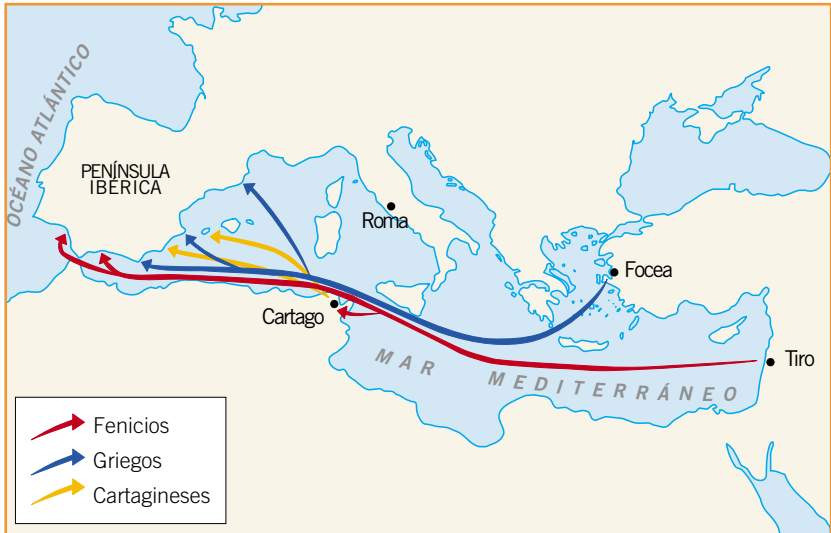 OCÉANO ATLÁNTICO
PENÍNSULA
IBÉRICA
Roma
Focea
Cartago
Tiro
MAR MEDITERRÁNEO
Fenicios
Griegos
Cartagineses